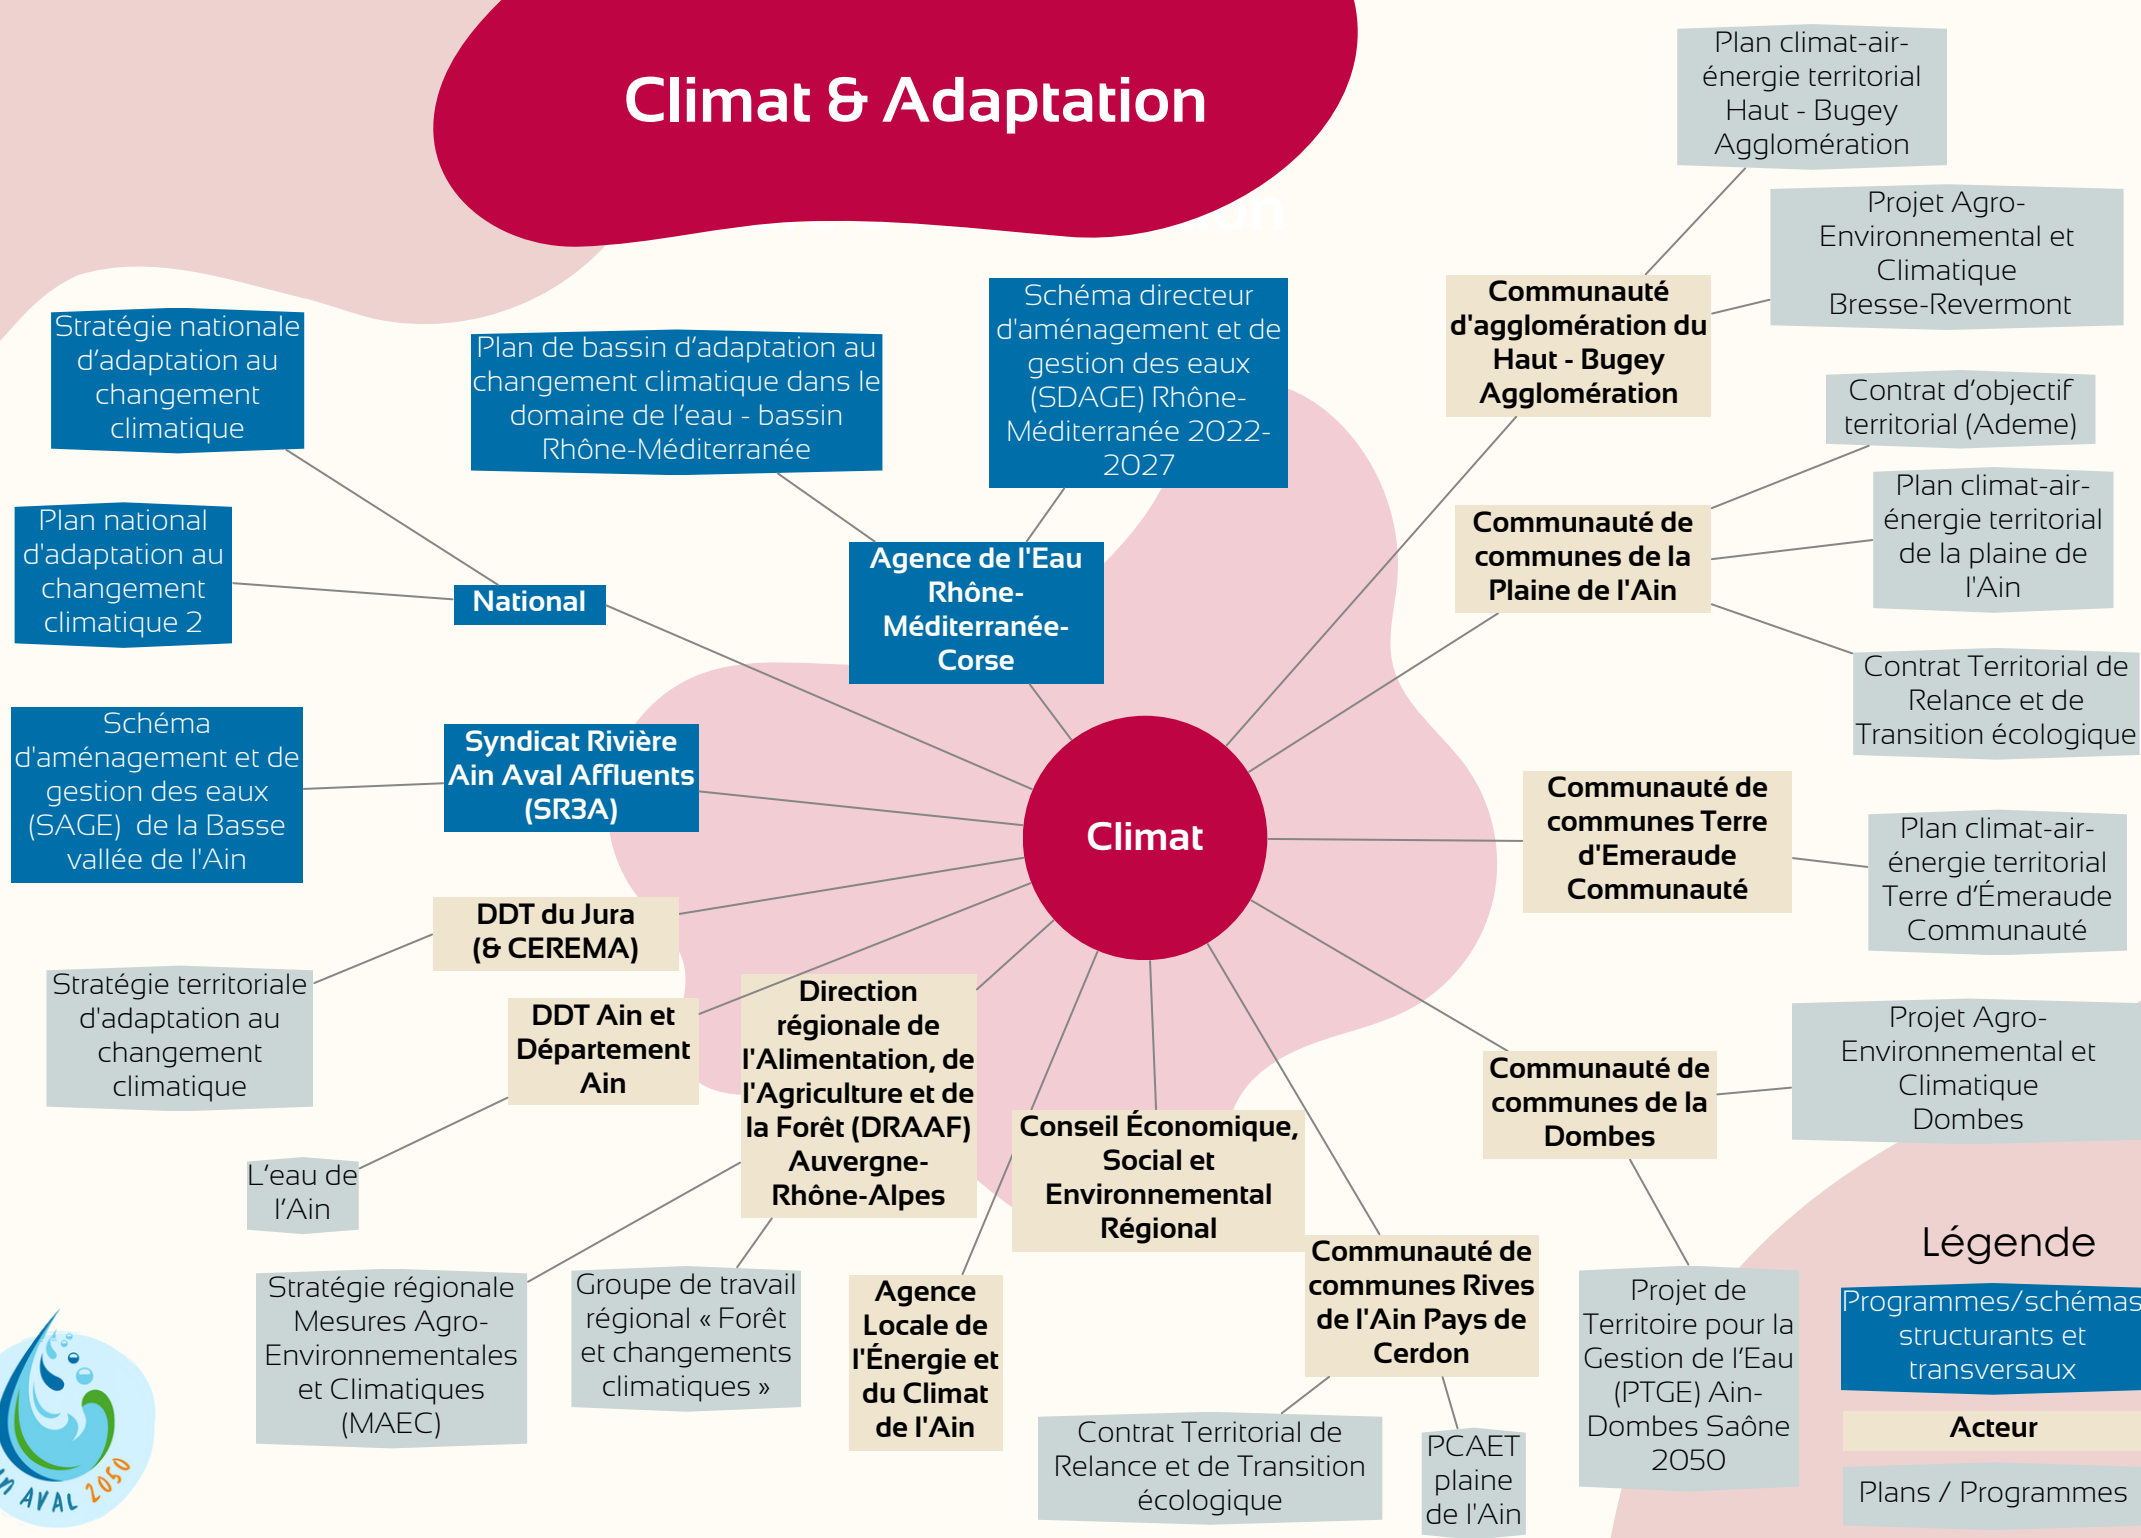 Climat & Adaptation
Plan climat-air-
énergie territorial
Haut - Bugey
Agglomération
Projet Agro-
Environnemental et
Climatique
Bresse-Revermont
Communauté
d'agglomération du
Haut - Bugey
Agglomération
Schéma directeur
d'aménagement et de
gestion des eaux
(SDAGE) Rhône-
Méditerranée 2022-
2027
Plan de bassin d’adaptation au
changement climatique dans le
domaine de l’eau - bassin
Rhône-Méditerranée
Stratégie nationale
d’adaptation au
changement
climatique
Contrat d’objectif
territorial (Ademe)
Plan climat-air-
énergie territorial
de la plaine de
l'Ain
Communauté de
communes de la
Plaine de l'Ain
Contrat Territorial de
Relance et de
Transition écologique
Plan national
d'adaptation au
changement
climatique 2
National
Agence de l'Eau
Rhône-
Méditerranée-
Corse
Schéma
d'aménagement et de
gestion des eaux
(SAGE) de la Basse
vallée de l'Ain
Syndicat Rivière
Ain Aval Affluents
(SR3A)
Climat
Communauté de
communes Terre
d'Emeraude
Communauté
Plan climat-air-
énergie territorial
Terre d’Émeraude
Communauté
DDT du Jura
(& CEREMA)
Stratégie territoriale
d'adaptation au
changement
climatique
DDT Ain et
Département
Ain
L’eau de
l’Ain
Direction
régionale de
l'Alimentation, de
l'Agriculture et de
la Forêt (DRAAF)
Auvergne-
Rhône-Alpes
Stratégie régionale
Mesures Agro-
Environnementales
et Climatiques
(MAEC)
Groupe de travail
régional « Forêt
et changements
climatiques »
Agence
Locale de
l'Énergie et
du Climat
de l'Ain
Conseil Économique,
Social et
Environnemental
Régional
Communauté de
communes Rives
de l'Ain Pays de
Cerdon
Contrat Territorial de
Relance et de Transition
écologique
PCAET
plaine
de l'Ain
Communauté de
communes de la
Dombes
Projet Agro-
Environnemental et
Climatique
Dombes
Projet de
Territoire pour la
Gestion de l’Eau
(PTGE) Ain-
Dombes Saône
2050
Légende
Programmes/schémas
structurants et
transversaux
Acteur
Plans / Programmes
AVAL 2050